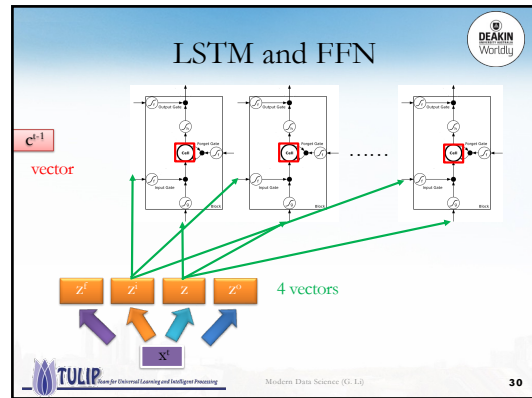 DEAKIN
UNIVERSITY AUSTRALIA
Worldly
LSTM and FFN
Output Gate
Output Gate
Output Gate
Forget Gate
Forget Gate
Forget Gate
Cell
Cell
Cell
c^t-1
vector
......
Input Gate
Input Gate
Input Gate
Block
Block
Block
z^f
z^i
z
z^o
4 vectors
x^t
TULIP Team for Universal Learning and Intelligent Processing
Modern Data Science (G. Li)
30